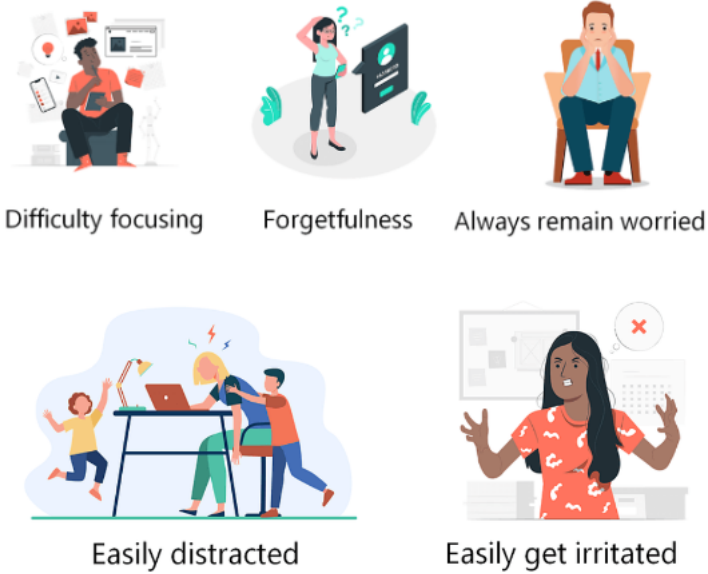 Difficulty focusing
Forgetfulness
Always remain worried
Easily distracted
Easily get irritated